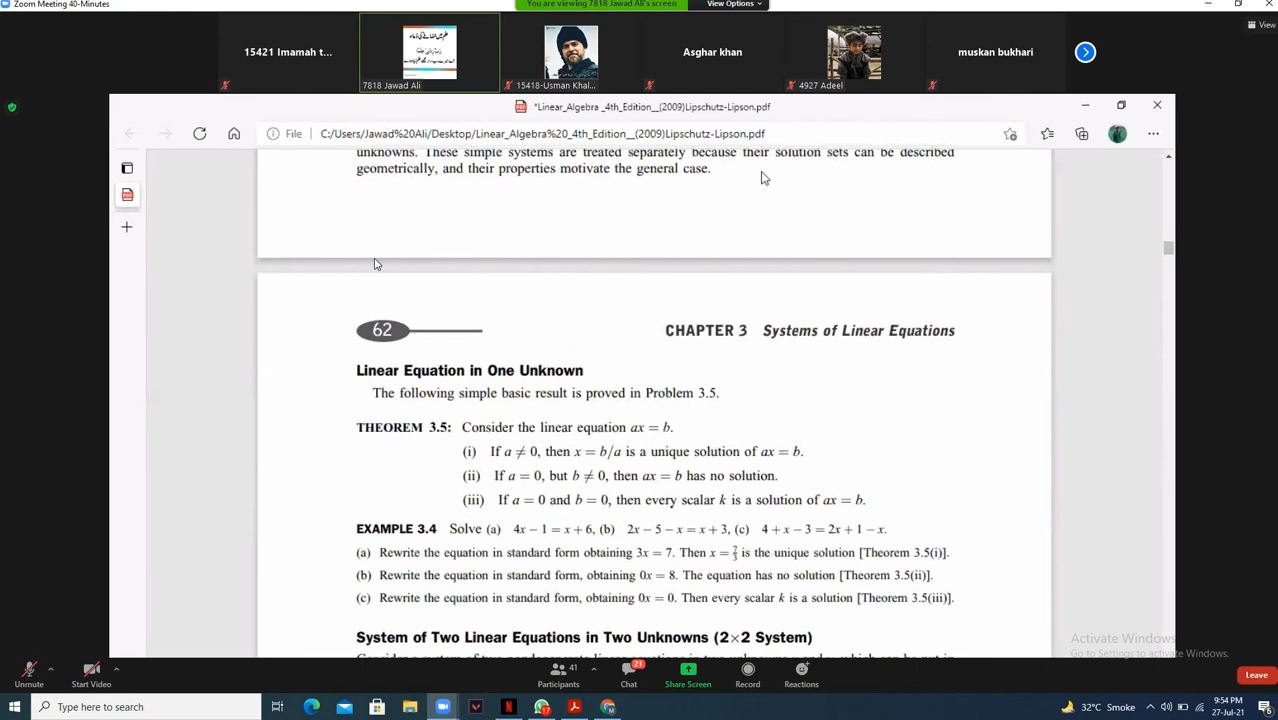 Zoom Meeting 40-Minutes
You are viewing 7818 Jawad Ali's screen
View Options
View
15421 Imamah t...
7818 Jawad Ali
15418-Usman Khal...
Asghar khan
4927 Adeel
muskan bukhari
*Linear_Algebra _4th_Edition__(2009)Lipschutz-Lipson.pdf
File C:/Users/Jawad%20Ali/Desktop/Linear_Algebra%20_4th_Edition__(2009)Lipschutz-Lipson.pdf
unknowns. These simple systems are treated separately because their solution sets can be described
geometrically, and their properties motivate the general case.
62 CHAPTER 3 Systems of Linear Equations
Linear Equation in One Unknown
The following simple basic result is proved in Problem 3.5.
THEOREM 3.5: Consider the linear equation ax = b.
(i) If a ≠ 0, then x = b/a is a unique solution of ax = b.
(ii) If a = 0, but b ≠ 0, then ax = b has no solution.
(iii) If a = 0 and b = 0, then every scalar k is a solution of ax = b.
EXAMPLE 3.4 Solve (a) 4x − 1 = x + 6, (b) 2x − 5 − x = x + 3, (c) 4 + x − 3 = 2x + 1 − x.
(a) Rewrite the equation in standard form obtaining 3x = 7. Then x = 7/3 is the unique solution [Theorem 3.5(i)].
(b) Rewrite the equation in standard form, obtaining 0x = 8. The equation has no solution [Theorem 3.5(ii)].
(c) Rewrite the equation in standard form, obtaining 0x = 0. Then every scalar k is a solution [Theorem 3.5(iii)].
System of Two Linear Equations in Two Unknowns (2×2 System)
Activate Windows
Go to Settings to activate Windows.
Unmute
Start Video
41
Participants
21
Chat
Share Screen
Record
Reactions
Leave
Type here to search
32°C Smoke
9:54 PM
27-Jul-21